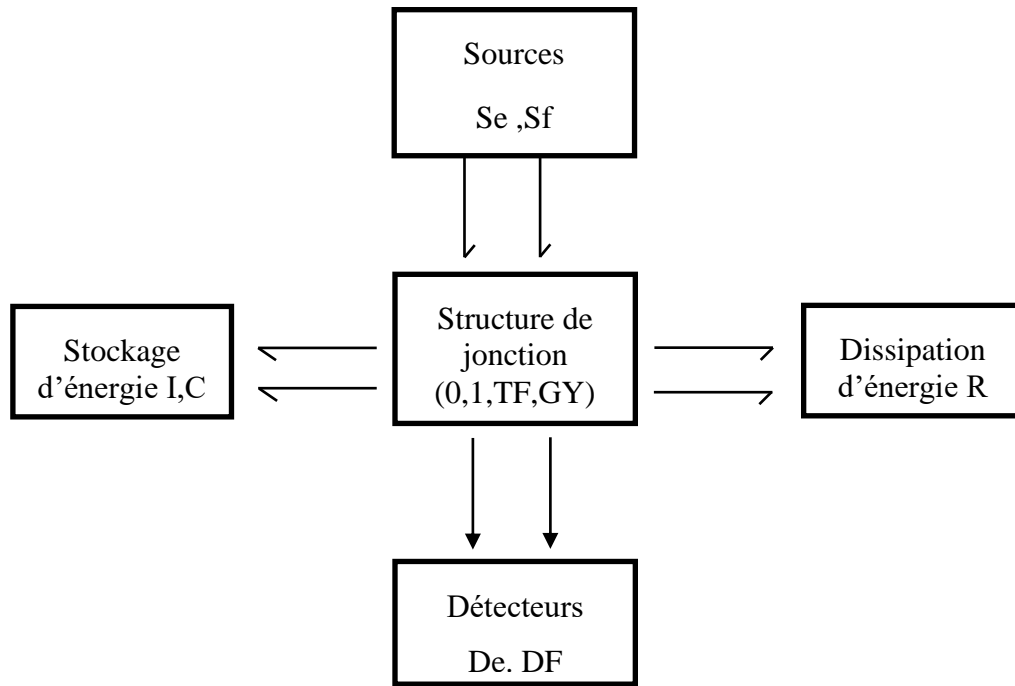 Sources
Se ,Sf
Stockage
d’énergie I,C
Structure de
jonction
(0,1,TF,GY)
Dissipation
d’énergie R
Détecteurs
De. DF